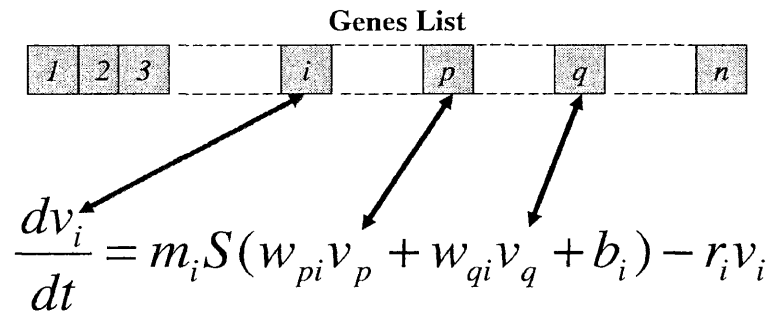 Genes List
1 2 3 i p q n
dv_i/dt = m_i S(w_pi v_p + w_qi v_q + b_i) − r_i v_i